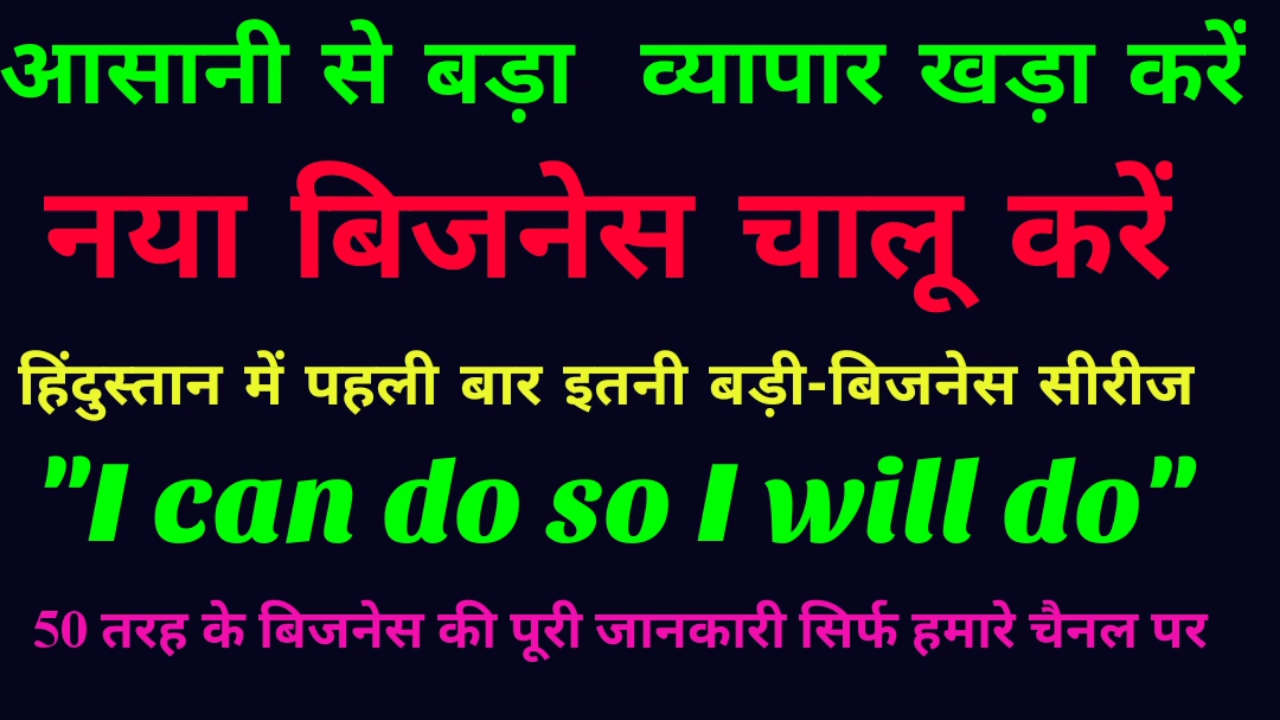 आसानी से बड़ा व्यापार खड़ा करें
नया बिजनेस चालू करें
हिंदुस्तान में पहली बार इतनी बड़ी-बिजनेस सीरीज
"I can do so I will do"
50 तरह के बिजनेस की पूरी जानकारी सिर्फ हमारे चैनल पर